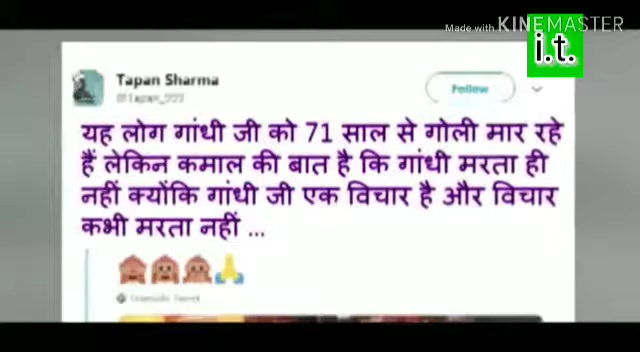 Made with KINEMASTER
i.t.
Tapan Sharma
Follow
यह लोग गांधी जी को 71 साल से गोली मार रहे
हैं लेकिन कमाल की बात है कि गांधी मरता ही
नहीं क्योंकि गांधी जी एक विचार है और विचार
कभी मरता नहीं ...